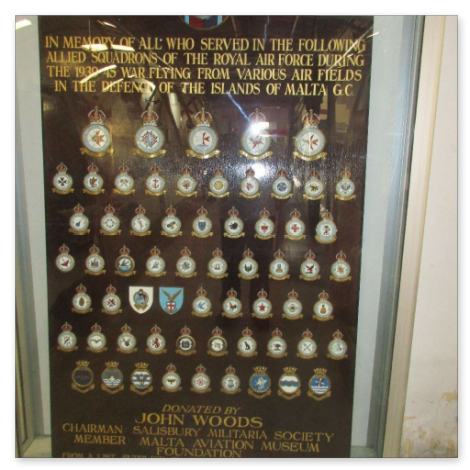 IN MEMORY OF ALL WHO SERVED IN THE FOLLOWING
ALLIED SQUADRONS OF THE ROYAL AIR FORCE DURING
THE 1939-45 WAR FLYING FROM VARIOUS AIR FIELDS
IN THE DEFENCE OF THE ISLANDS OF MALTA G.C
DONATED BY
JOHN WOODS
CHAIRMAN SALISBURY MILITARIA SOCIETY
MEMBER MALTA AVIATION MUSEUM
FOUNDATION
FROM A LIST